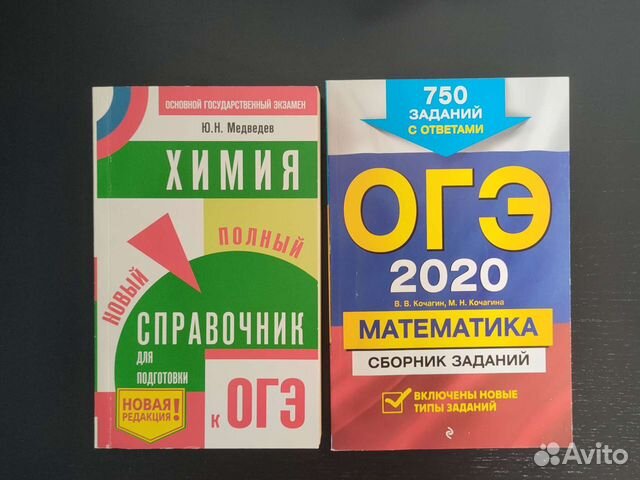 ОСНОВНОЙ ГОСУДАРСТВЕННЫЙ ЭКЗАМЕН
Ю.Н. Медведев
ХИМИЯ
НОВЫЙ
ПОЛНЫЙ
СПРАВОЧНИК
ДЛЯ
ПОДГОТОВКИ
К ОГЭ
НОВАЯ
РЕДАКЦИЯ!
750
ЗАДАНИЙ
С ОТВЕТАМИ
ОГЭ
2020
В. В. Кочагин, М. Н. Кочагина
МАТЕМАТИКА
СБОРНИК ЗАДАНИЙ
ВКЛЮЧЕНЫ НОВЫЕ
ТИПЫ ЗАДАНИЙ
Avito